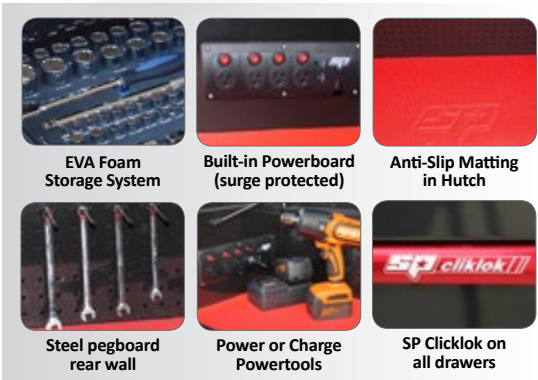 sp
EVA Foam
Storage System
Built-in Powerboard
(surge protected)
Anti-Slip Matting
in Hutch
SP cliklok
Steel pegboard
rear wall
Power or Charge
Powertools
SP Clicklok on
all drawers